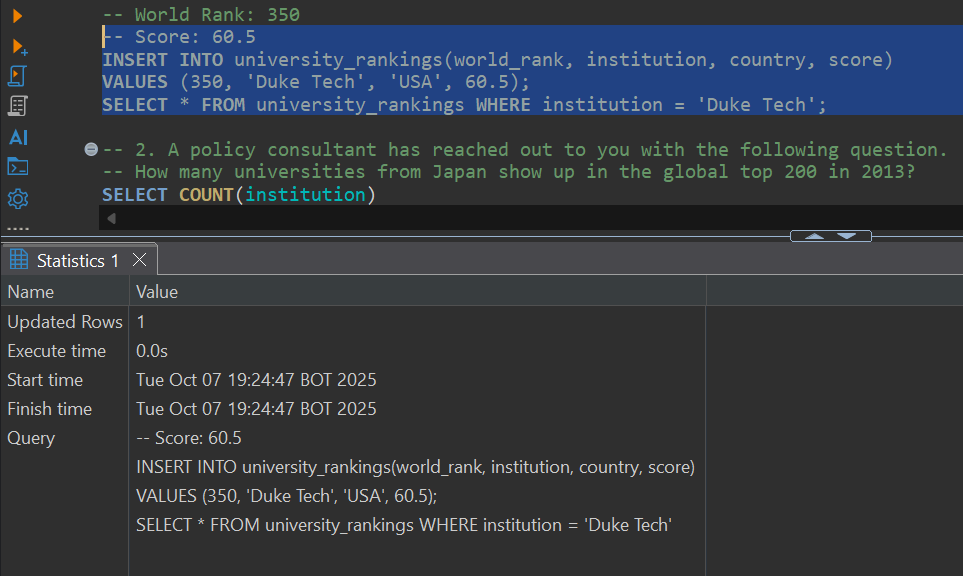 -- World Rank: 350
-- Score: 60.5
INSERT INTO university_rankings(world_rank, institution, country, score)
VALUES (350, 'Duke Tech', 'USA', 60.5);
SELECT * FROM university_rankings WHERE institution = 'Duke Tech';
-- 2. A policy consultant has reached out to you with the following question.
-- How many universities from Japan show up in the global top 200 in 2013?
SELECT COUNT(institution)
AI
Statistics 1
Name Value
Updated Rows 1
Execute time 0.0s
Start time Tue Oct 07 19:24:47 BOT 2025
Finish time Tue Oct 07 19:24:47 BOT 2025
Query -- Score: 60.5
INSERT INTO university_rankings(world_rank, institution, country, score)
VALUES (350, 'Duke Tech', 'USA', 60.5);
SELECT * FROM university_rankings WHERE institution = 'Duke Tech'